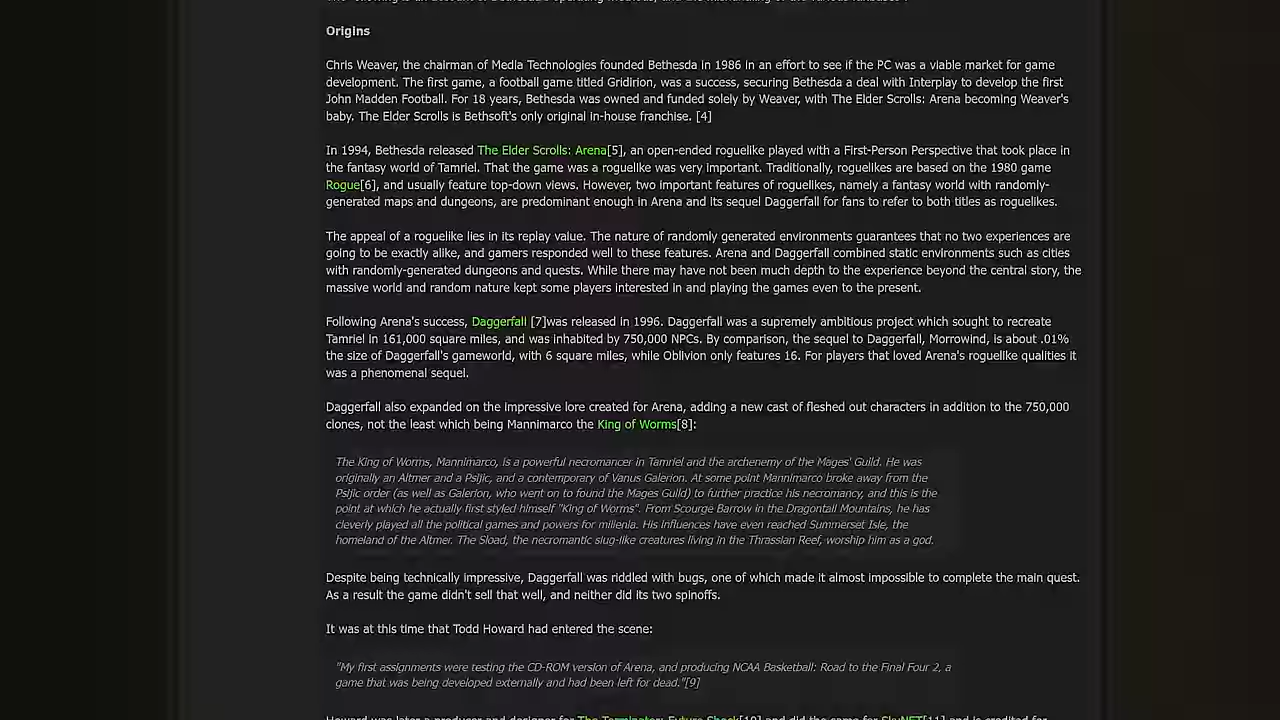 Origins
Chris Weaver, the chairman of Media Technologies founded Bethesda in 1986 in an effort to see if the PC was a viable market for game
development. The first game, a football game titled Gridirion, was a success, securing Bethesda a deal with Interplay to develop the first
John Madden Football. For 18 years, Bethesda was owned and funded solely by Weaver, with The Elder Scrolls: Arena becoming Weaver's
baby. The Elder Scrolls is Bethsoft's only original in-house franchise. [4]
In 1994, Bethesda released The Elder Scrolls: Arena[5], an open-ended roguelike played with a First-Person Perspective that took place in
the fantasy world of Tamriel. That the game was a roguelike was very important. Traditionally, roguelikes are based on the 1980 game
Rogue[6], and usually feature top-down views. However, two important features of roguelikes, namely a fantasy world with randomly-
generated maps and dungeons, are predominant enough in Arena and its sequel Daggerfall for fans to refer to both titles as roguelikes.
The appeal of a roguelike lies in its replay value. The nature of randomly generated environments guarantees that no two experiences are
going to be exactly alike, and gamers responded well to these features. Arena and Daggerfall combined static environments such as cities
with randomly-generated dungeons and quests. While there may have not been much depth to the experience beyond the central story, the
massive world and random nature kept some players interested in and playing the games even to the present.
Following Arena's success, Daggerfall [7]was released in 1996. Daggerfall was a supremely ambitious project which sought to recreate
Tamriel in 161,000 square miles, and was inhabited by 750,000 NPCs. By comparison, the sequel to Daggerfall, Morrowind, is about .01%
the size of Daggerfall's gameworld, with 6 square miles, while Oblivion only features 16. For players that loved Arena's roguelike qualities it
was a phenomenal sequel.
Daggerfall also expanded on the impressive lore created for Arena, adding a new cast of fleshed out characters in addition to the 750,000
clones, not the least which being Mannimarco the King of Worms[8]:
The King of Worms, Mannimarco, is a powerful necromancer in Tamriel and the archenemy of the Mages' Guild. He was
originally an Altmer and a Psijic, and a contemporary of Vanus Galerion. At some point Mannimarco broke away from the
Psijic order (as well as Galerion, who went on to found the Mages Guild) to further practice his necromancy, and this is the
point at which he actually first styled himself "King of Worms". From Scourge Barrow in the Dragontail Mountains, he has
cleverly played all the political games and powers for millenia. His influences have even reached Summerset Isle, the
homeland of the Altmer. The Sload, the necromantic slug-like creatures living in the Thrassian Reef, worship him as a god.
Despite being technically impressive, Daggerfall was riddled with bugs, one of which made it almost impossible to complete the main quest.
As a result the game didn't sell that well, and neither did its two spinoffs.
It was at this time that Todd Howard had entered the scene:
"My first assignments were testing the CD-ROM version of Arena, and producing NCAA Basketball: Road to the Final Four 2, a
game that was being developed externally and had been left for dead."[9]
Howard was later a producer and designer for The Terminator: Future Shock[10] and did the same for SkyNET[11] and is credited for